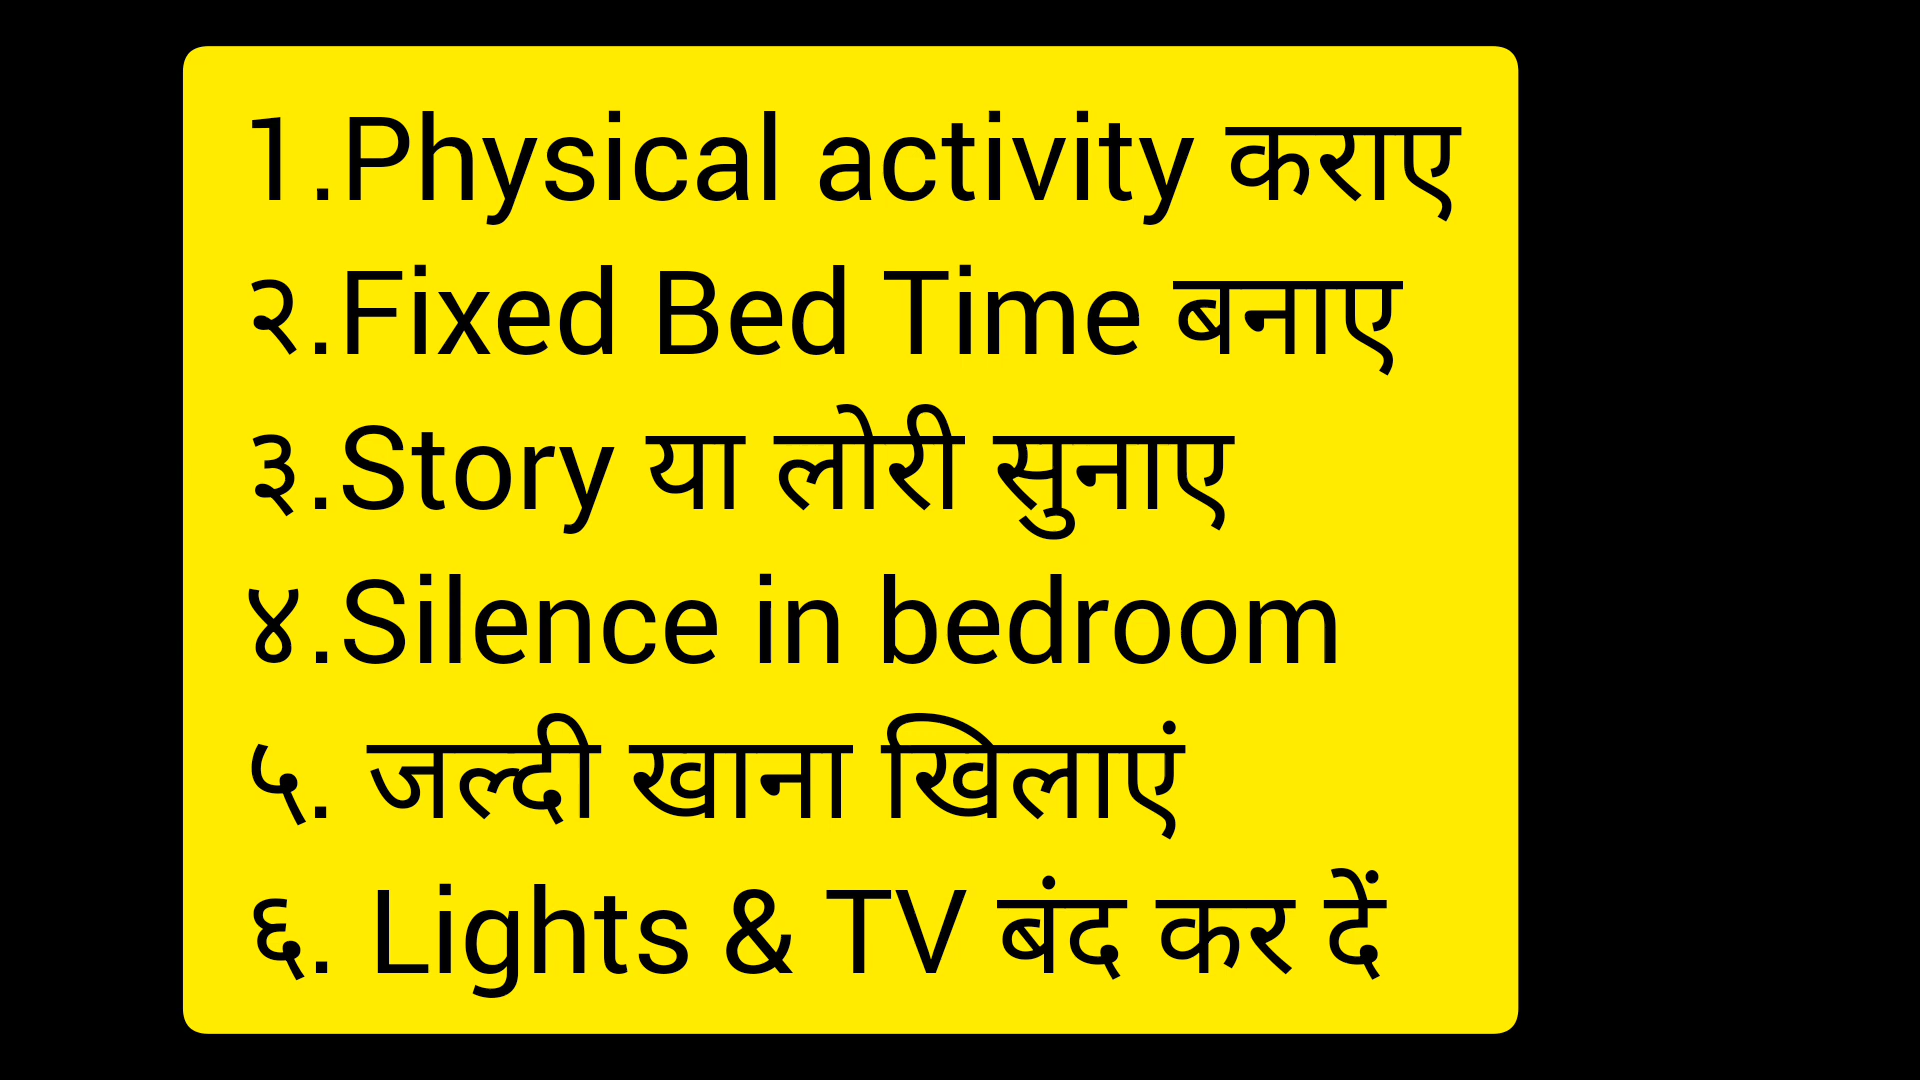 1.Physical activity कराए
२.Fixed Bed Time बनाए
३.Story या लोरी सुनाए
४.Silence in bedroom
५. जल्दी खाना खिलाएं
६. Lights & TV बंद कर दें